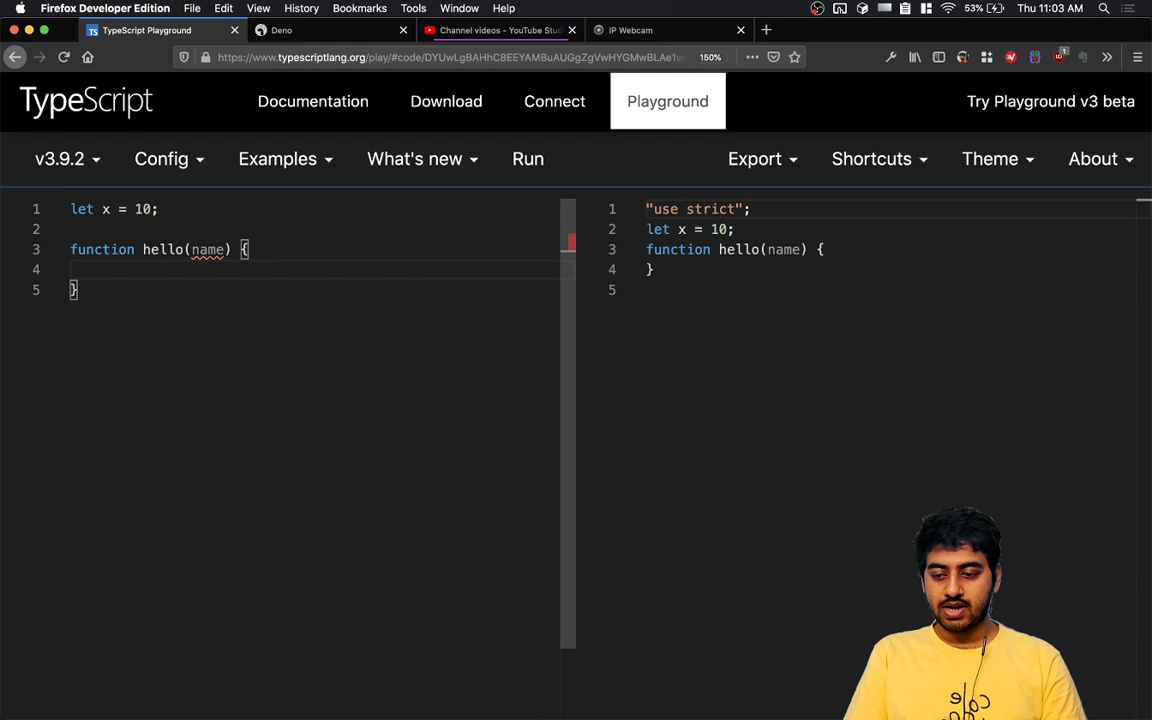 Firefox Developer Edition File Edit View History Bookmarks Tools Window Help 53% Thu 11:03 AM
TS TypeScript Playground Deno Channel videos - YouTube Stud IP Webcam
https://www.typescriptlang.org/play/#code/DYUwLgBAHhC8EEYAMBuAUGgZgVwHYGMwBLAe1w 150%
TypeScript Documentation Download Connect Playground Try Playground v3 beta
v3.9.2 Config Examples What's new Run Export Shortcuts Theme About
1 let x = 10;
2
3 function hello(name) {
4
5 }
1 "use strict";
2 let x = 10;
3 function hello(name) {
4 }
5